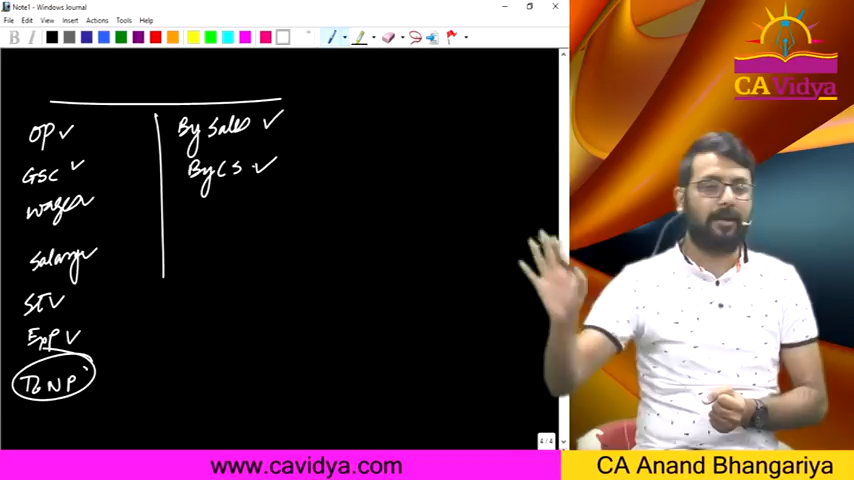 Note1 - Windows Journal
File Edit View Insert Actions Tools Help
B I
OP ✓
GSC ✓
wages
Salary
ST ✓
Exp ✓
To NP
By Sales ✓
By CS ✓
4 / 4
CA Vidya
www.cavidya.com
CA Anand Bhangariya